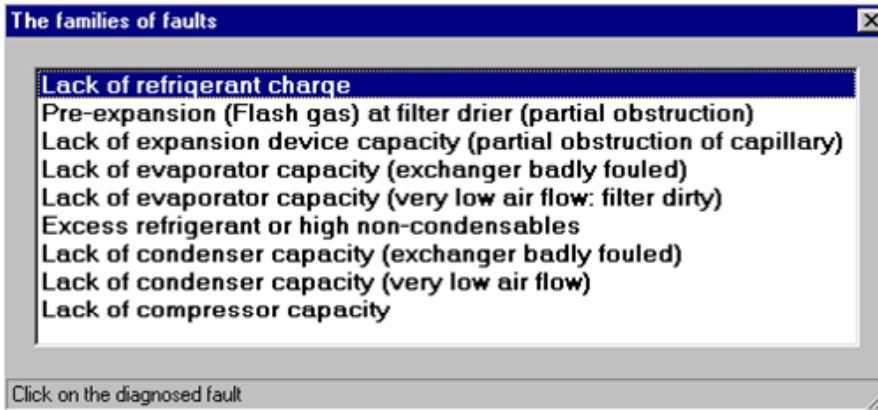 The families of faults
Lack of refrigerant charge
Pre-expansion (Flash gas) at filter drier (partial obstruction)
Lack of expansion device capacity (partial obstruction of capillary)
Lack of evaporator capacity (exchanger badly fouled)
Lack of evaporator capacity (very low air flow: filter dirty)
Excess refrigerant or high non-condensables
Lack of condenser capacity (exchanger badly fouled)
Lack of condenser capacity (very low air flow)
Lack of compressor capacity
Click on the diagnosed fault